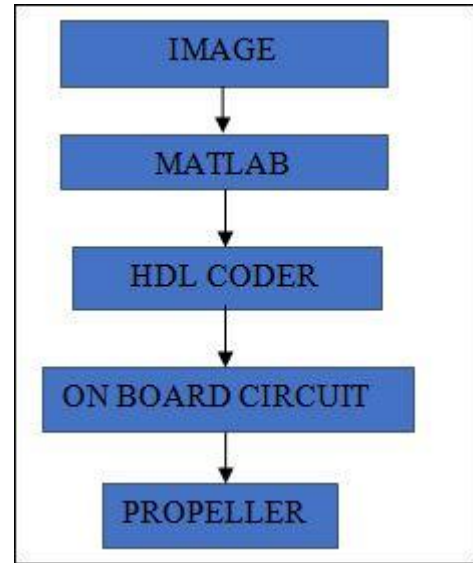 IMAGE
MATLAB
HDL CODER
ON BOARD CIRCUIT
PROPELLER